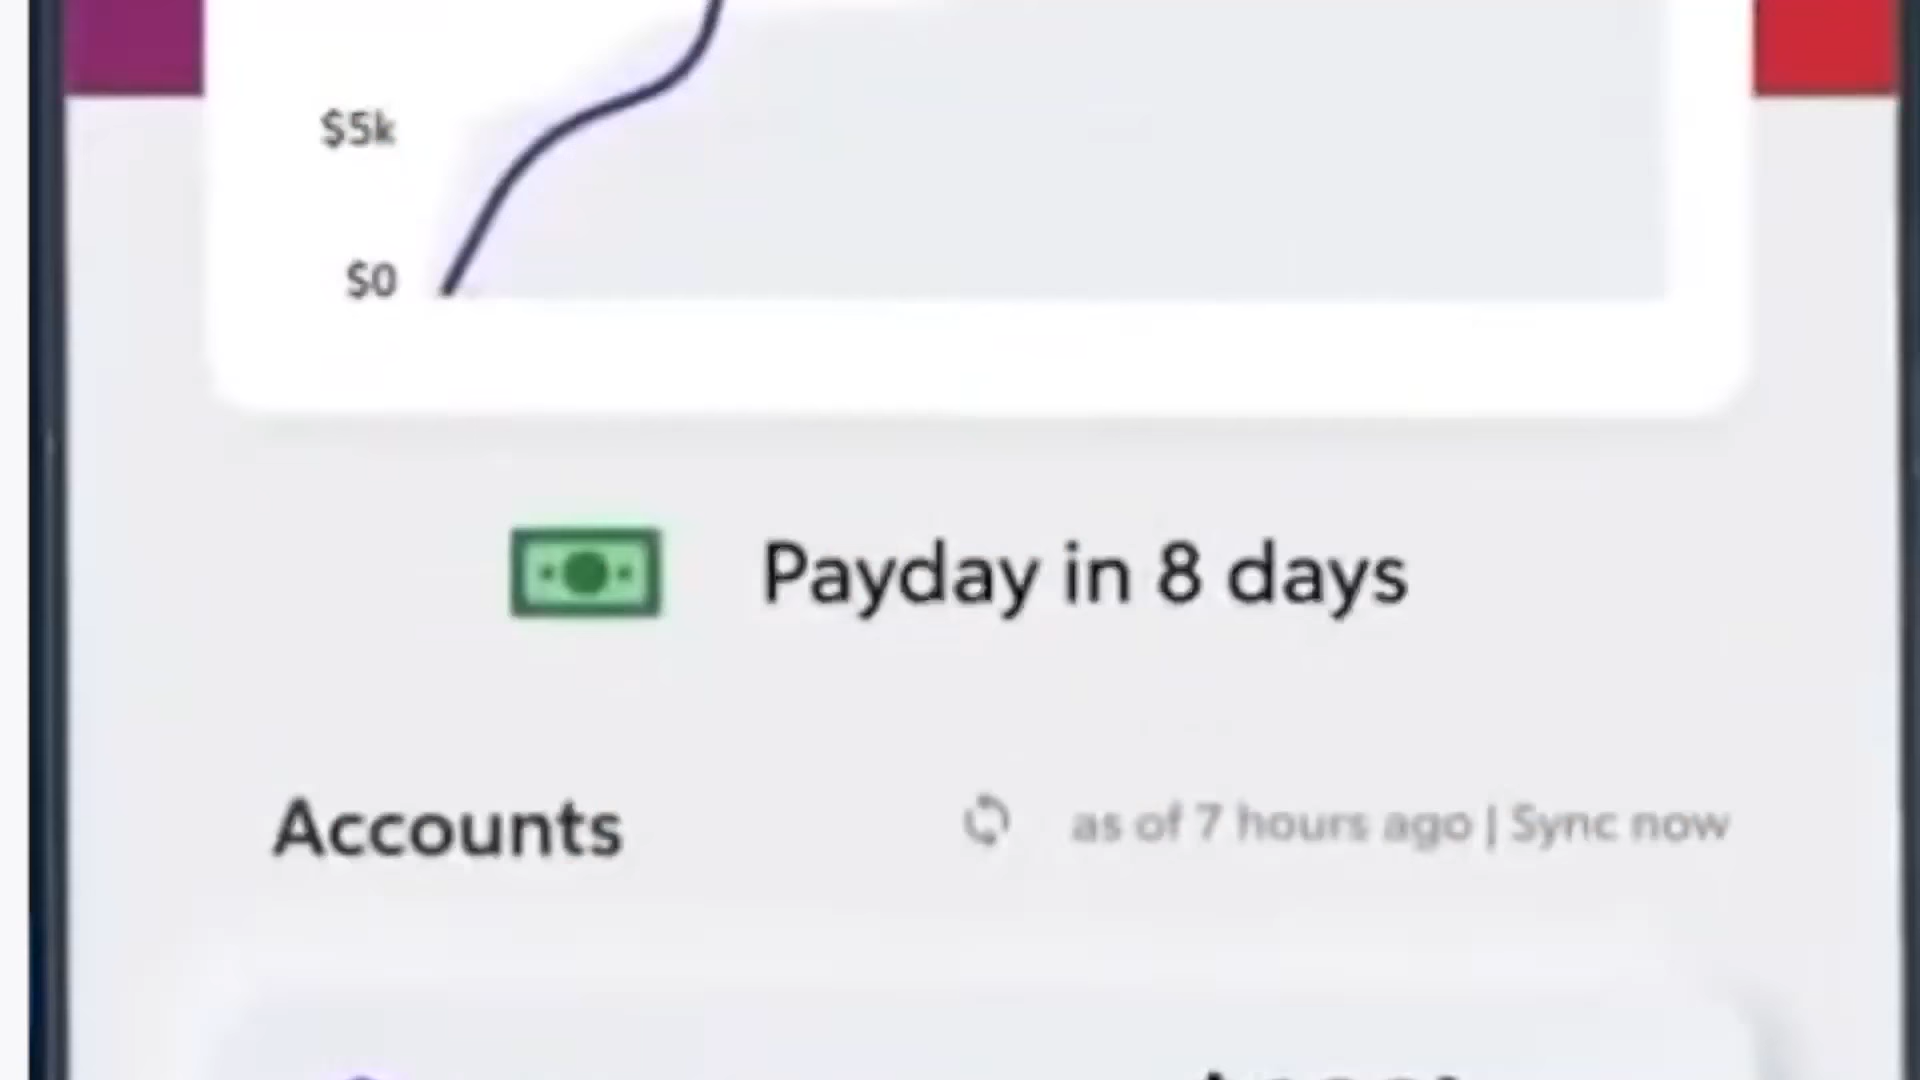 $5k
$0
Payday in 8 days
Accounts
as of 7 hours ago | Sync now